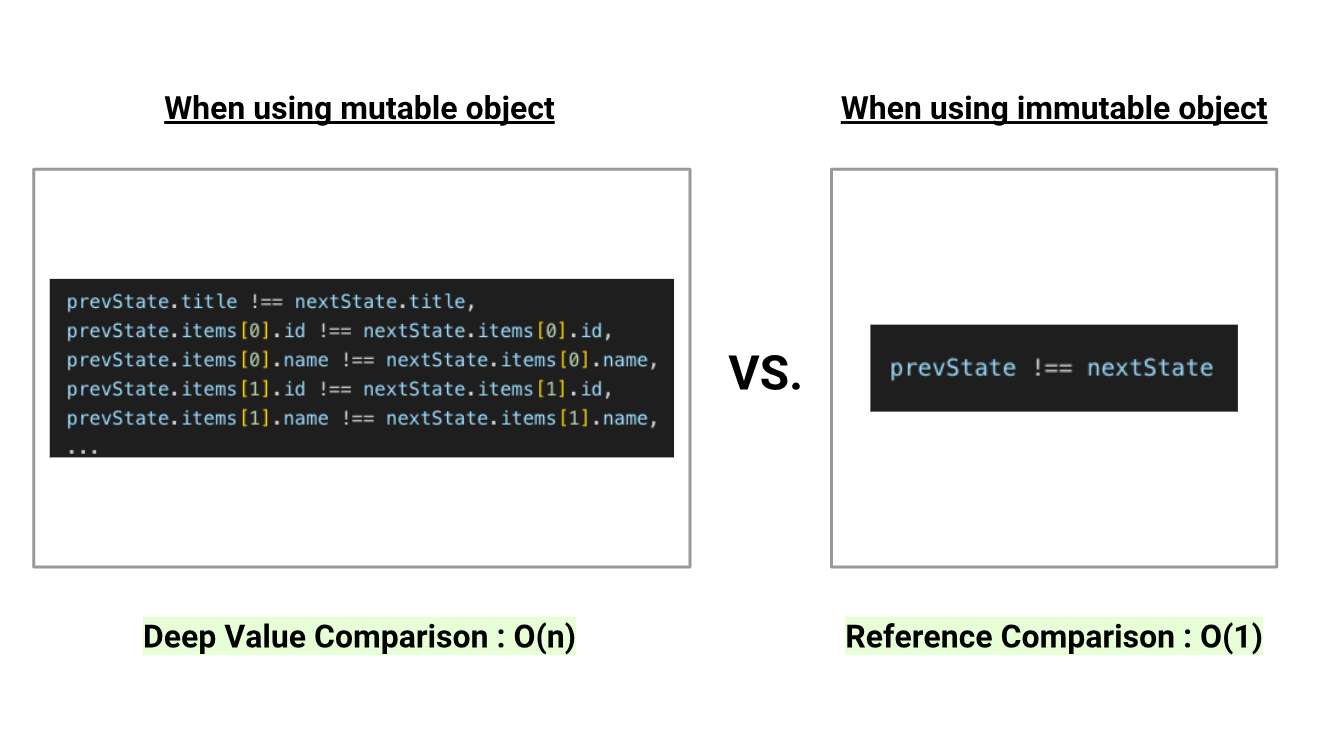 When using mutable object
prevState.title !== nextState.title,
prevState.items[0].id !== nextState.items[0].id,
prevState.items[0].name !== nextState.items[0].name,
prevState.items[1].id !== nextState.items[1].id,
prevState.items[1].name !== nextState.items[1].name,
...
Deep Value Comparison : O(n)
VS.
When using immutable object
prevState !== nextState
Reference Comparison : O(1)